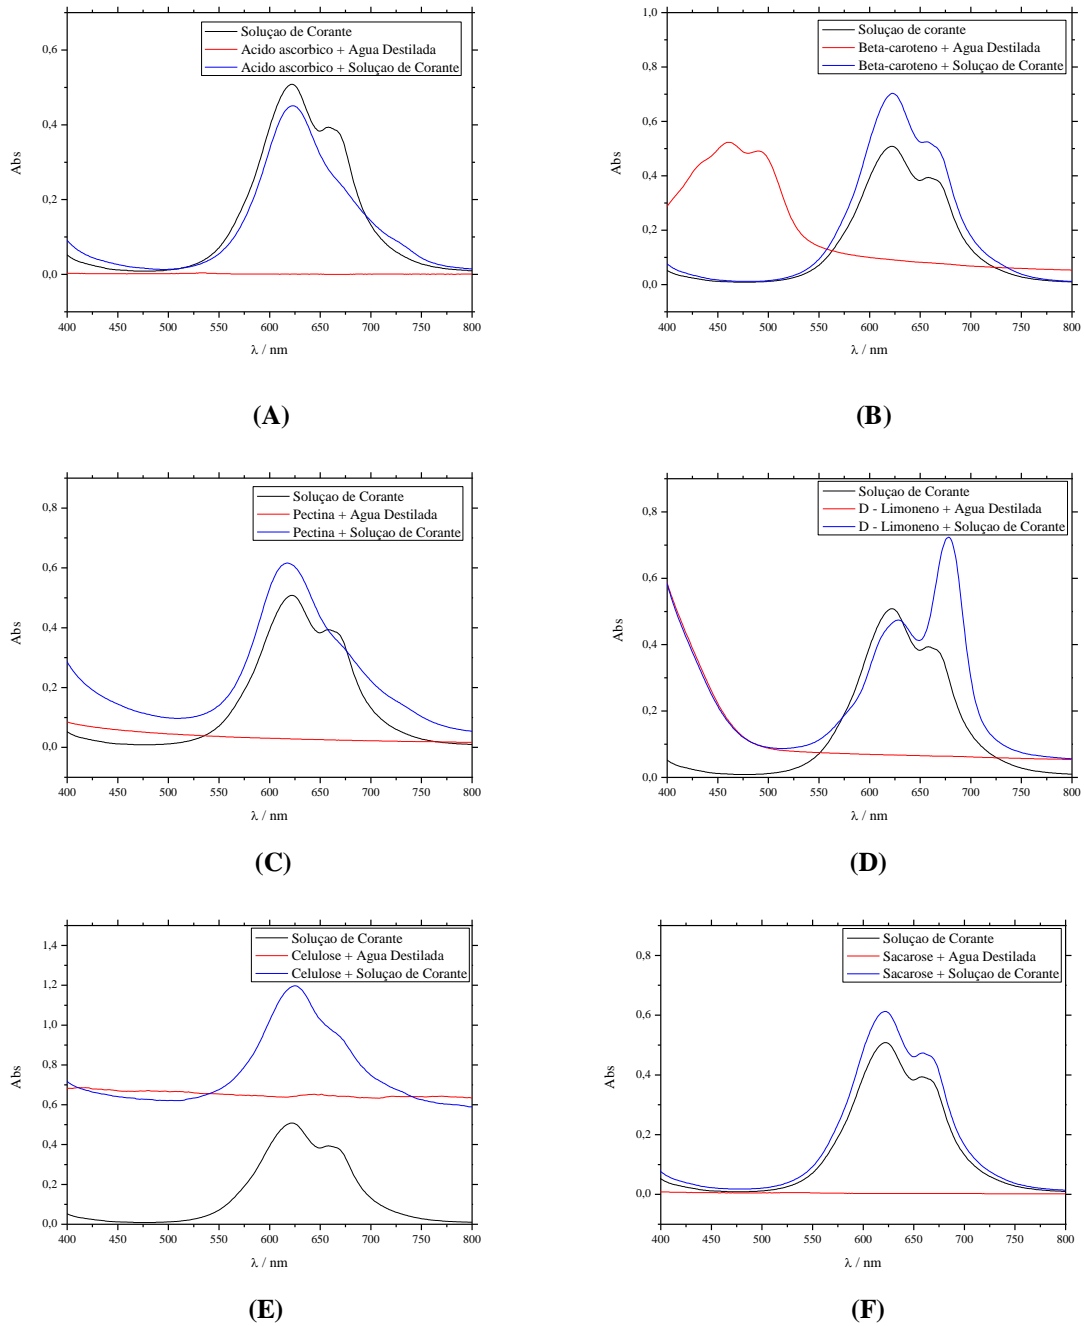 Soluçao de Corante
Acido ascorbico + Agua Destilada
Acido ascorbico + Soluçao de Corante
0,6
0,4
0,2
0,0
Abs
400 450 500 550 600 650 700 750 800
λ / nm
(A)
Soluçao de corante
Beta-caroteno + Agua Destilada
Beta-caroteno + Soluçao de Corante
1,0
0,8
0,6
0,4
0,2
0,0
Abs
400 450 500 550 600 650 700 750 800
λ / nm
(B)
Soluçao de Corante
Pectina + Agua Destilada
Pectina + Soluçao de Corante
0,8
0,6
0,4
0,2
0,0
Abs
400 450 500 550 600 650 700 750 800
λ / nm
(C)
Soluçao de Corante
D - Limoneno + Agua Destilada
D - Limoneno + Soluçao de Corante
0,8
0,6
0,4
0,2
0,0
Abs
400 450 500 550 600 650 700 750 800
λ / nm
(D)
Soluçao de Corante
Celulose + Agua Destilada
Celulose + Soluçao de Corante
1,4
1,2
1,0
0,8
0,6
0,4
0,2
0,0
Abs
400 450 500 550 600 650 700 750 800
λ / nm
(E)
Soluçao de Corante
Sacarose + Agua Destilada
Sacarose + Soluçao de Corante
0,8
0,6
0,4
0,2
0,0
Abs
400 450 500 550 600 650 700 750 800
λ / nm
(F)